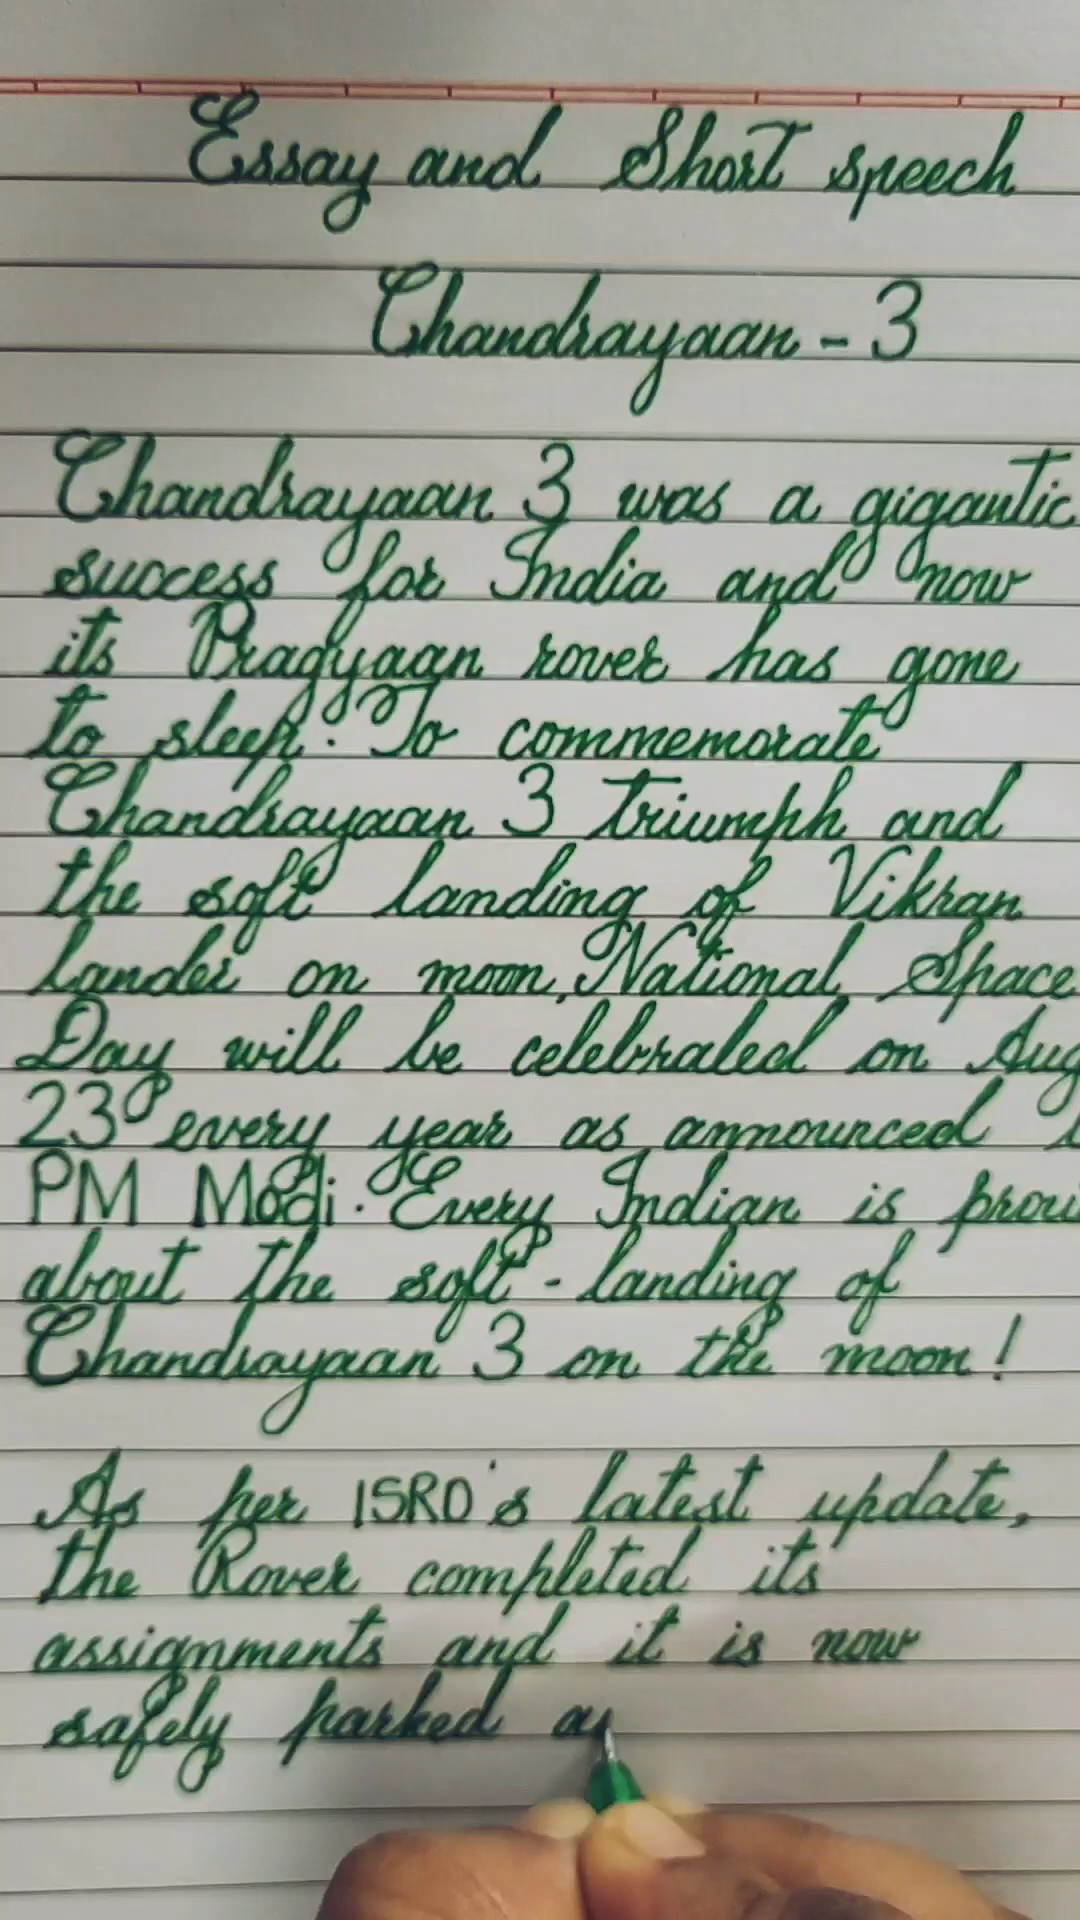 Essay and Short speech
Chandrayaan - 3
Chandrayaan 3 was a gigantic
success for India and now
its Pragyaan rover has gone
to sleep. To commemorate
Chandrayaan 3 triumph and
the soft landing of Vikran
lander on moon, National Space
Day will be celebrated on Aug
23 every year as announced
PM Modi. Every Indian is prou
about the soft - landing of
Chandrayaan 3 on the moon!
As per ISRO's latest update,
the Rover completed its
assignments and it is now
safely parked